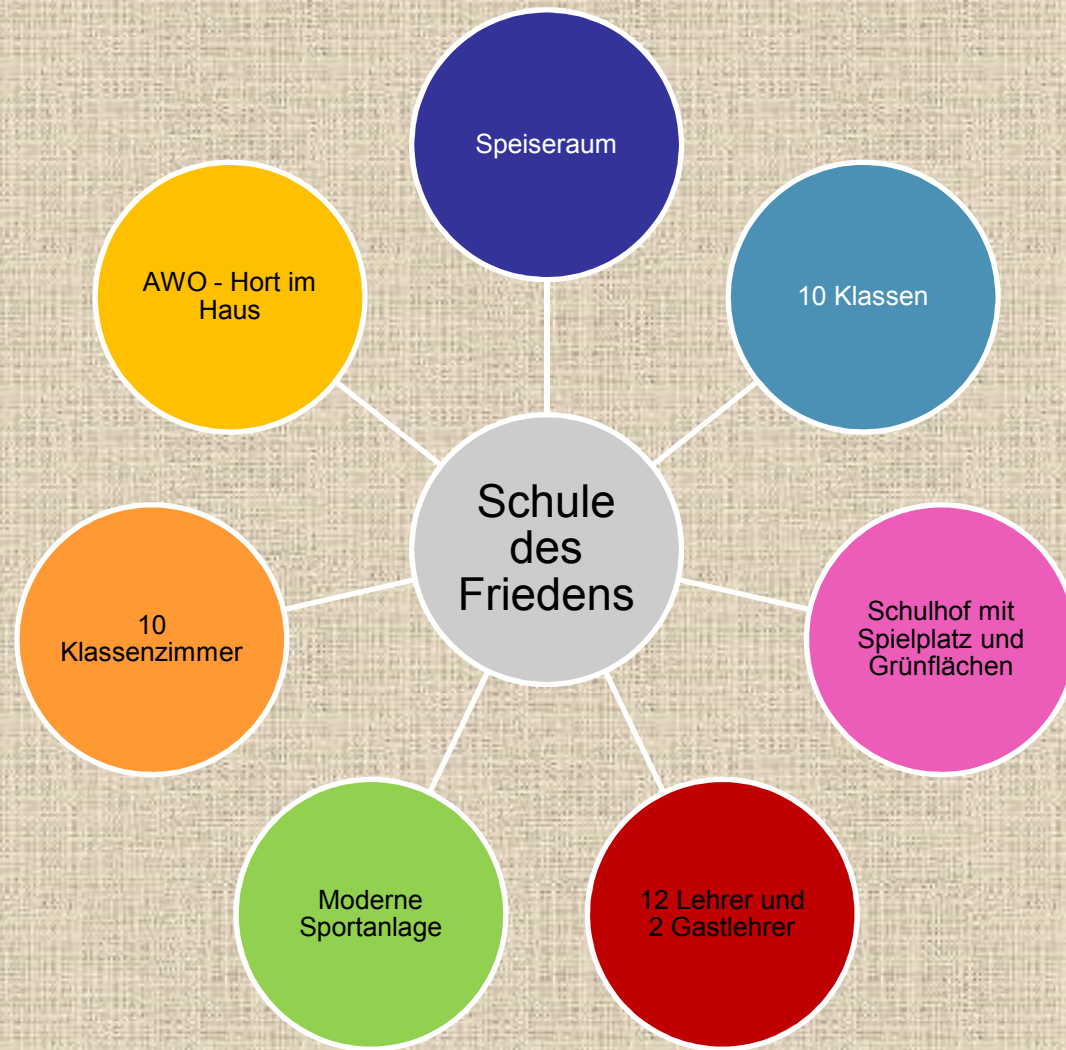 Speiseraum
AWO - Hort im
Haus
10 Klassen
Schule
des
Friedens
10
Klassenzimmer
Schulhof mit
Spielplatz und
Grünflächen
Moderne
Sportanlage
12 Lehrer und
2 Gastlehrer